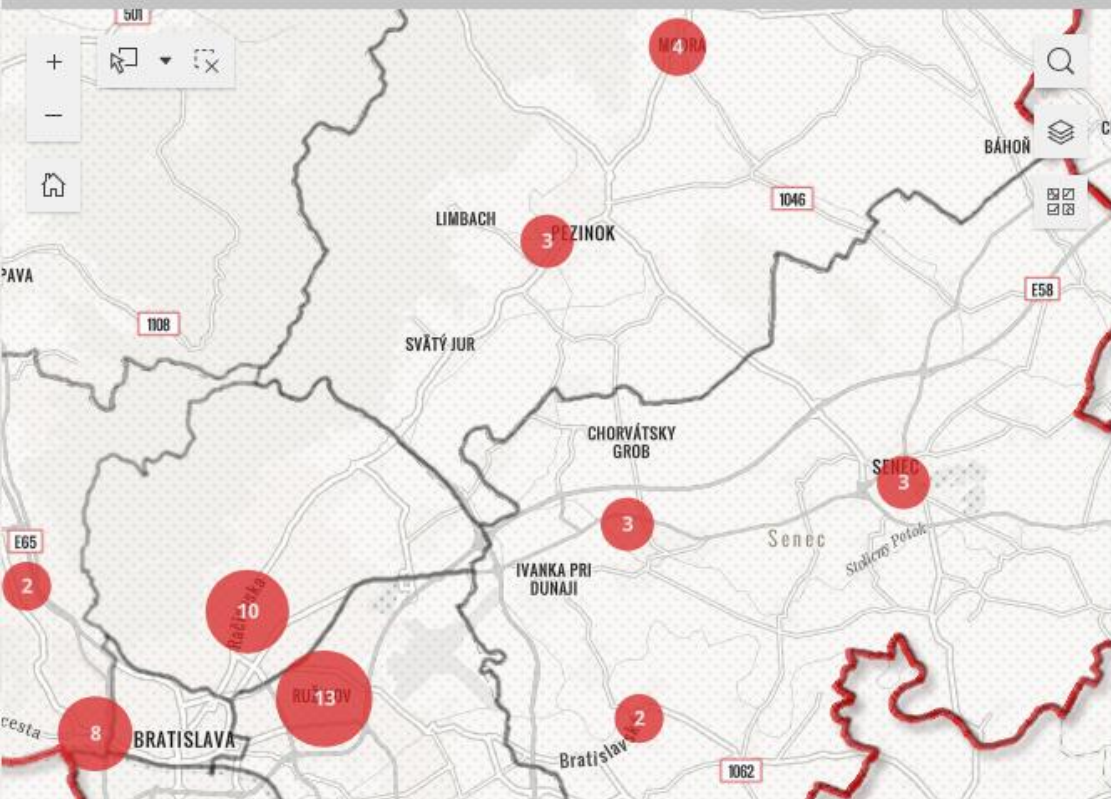 501
MODRA
4
BÁHOŇ
1046
LIMBACH
PEZINOK
3
PAVA
E58
1108
SVÄTÝ JUR
CHORVÁTSKY
GROB
SENEC
3
3
Senec
E65
Stoličný Potok
IVANKA PRI
DUNAJI
2
10
Račianska
RUŽINOV
13
2
cesta
8
BRATISLAVA
Bratislavsk
1062